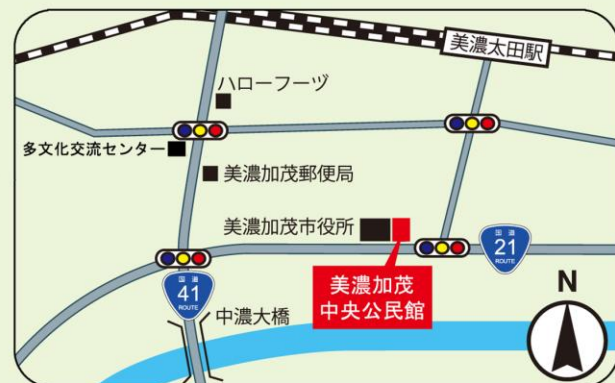 美濃太田駅
ハローフーヅ
多文化交流センター
美濃加茂郵便局
美濃加茂市役所
国道
21
ROUTE
美濃加茂
中央公民館
国道
41
ROUTE
中濃大橋
N